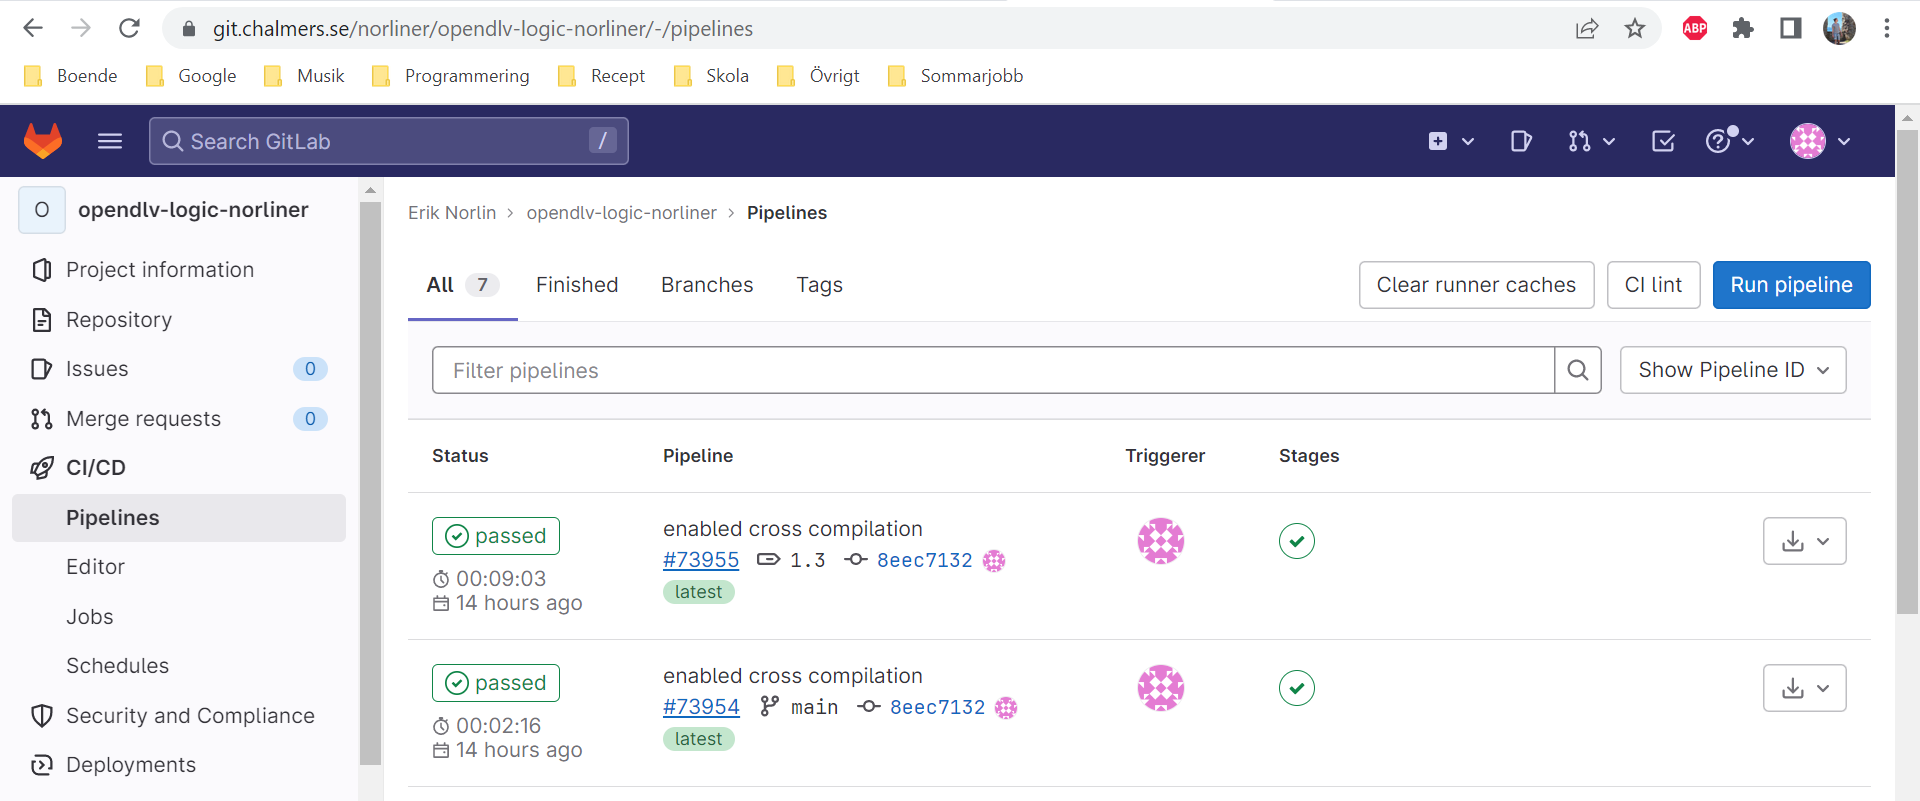 git.chalmers.se/norliner/opendlv-logic-norliner/-/pipelines
ABP
Boende Google Musik Programmering Recept Skola Övrigt Sommarjobb
Search GitLab /
O opendlv-logic-norliner
Project information
Repository
Issues 0
Merge requests 0
CI/CD
Pipelines
Editor
Jobs
Schedules
Security and Compliance
Deployments
Erik Norlin › opendlv-logic-norliner › Pipelines
All 7 Finished Branches Tags
Clear runner caches CI lint Run pipeline
Filter pipelines
Show Pipeline ID
Status Pipeline Triggerer Stages
passed
00:09:03
14 hours ago
enabled cross compilation
#73955 1.3 8eec7132
latest
passed
00:02:16
14 hours ago
enabled cross compilation
#73954 main 8eec7132
latest